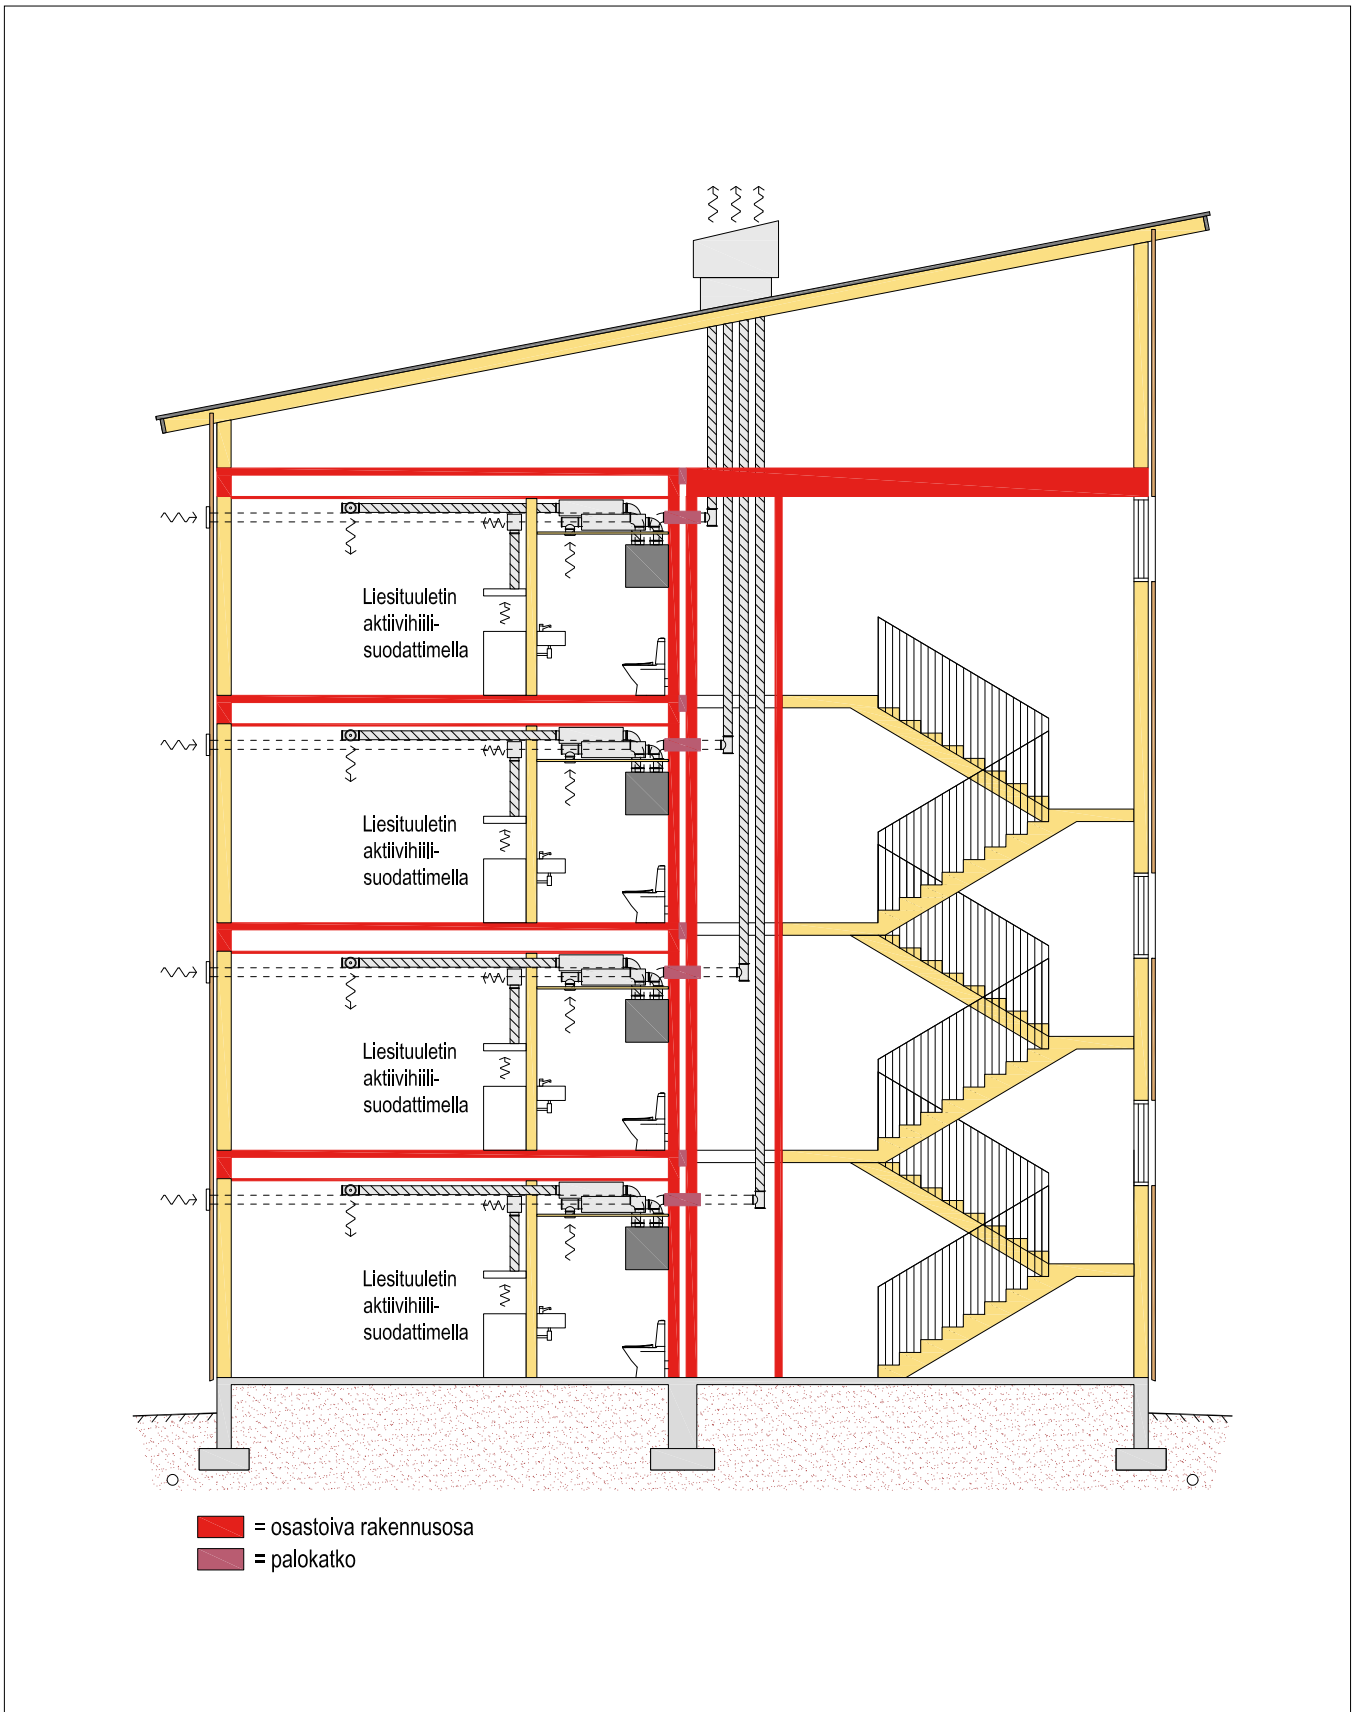 Liesituuletin
aktiivihiili-
suodattimella
Liesituuletin
aktiivihiili-
suodattimella
Liesituuletin
aktiivihiili-
suodattimella
Liesituuletin
aktiivihiili-
suodattimella
= osastoiva rakennusosa
= palokatko